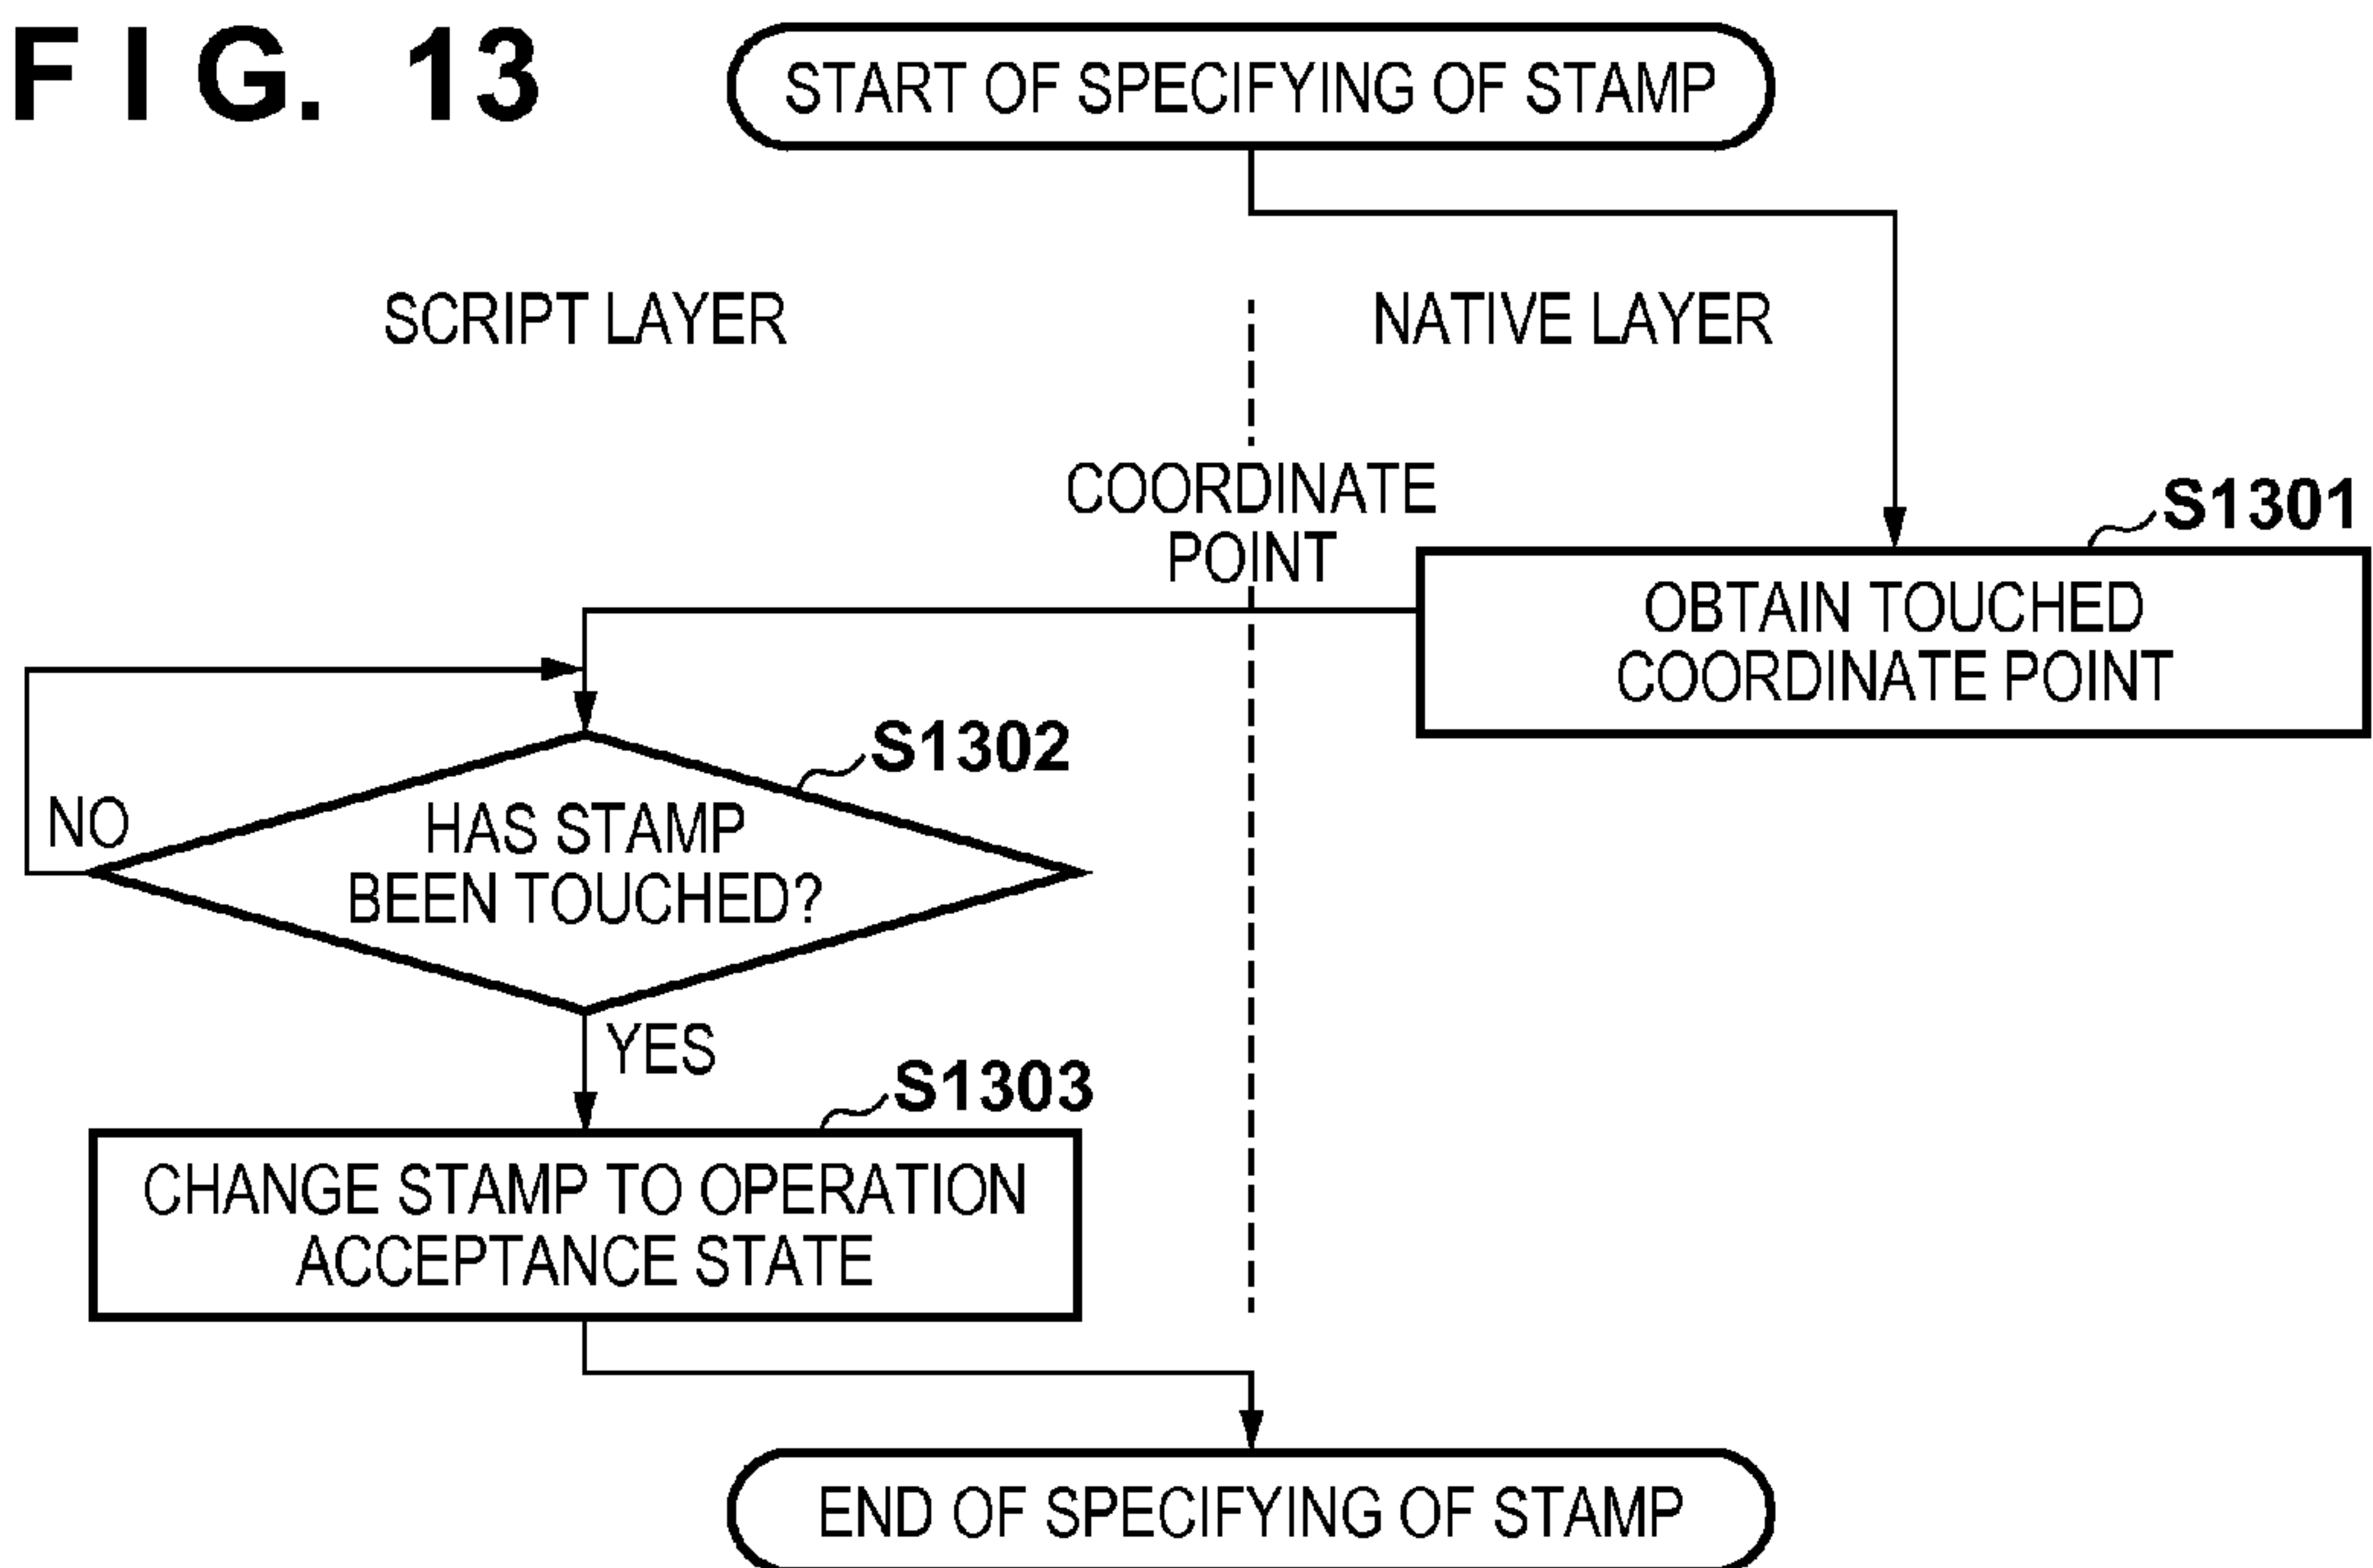 FIG. 13
START OF SPECIFYING OF STAMP
SCRIPT LAYER
NATIVE LAYER
COORDINATE
POINT
S1301
OBTAIN TOUCHED
COORDINATE POINT
S1302
HAS STAMP
BEEN TOUCHED?
NO
YES
S1303
CHANGE STAMP TO OPERATION
ACCEPTANCE STATE
END OF SPECIFYING OF STAMP